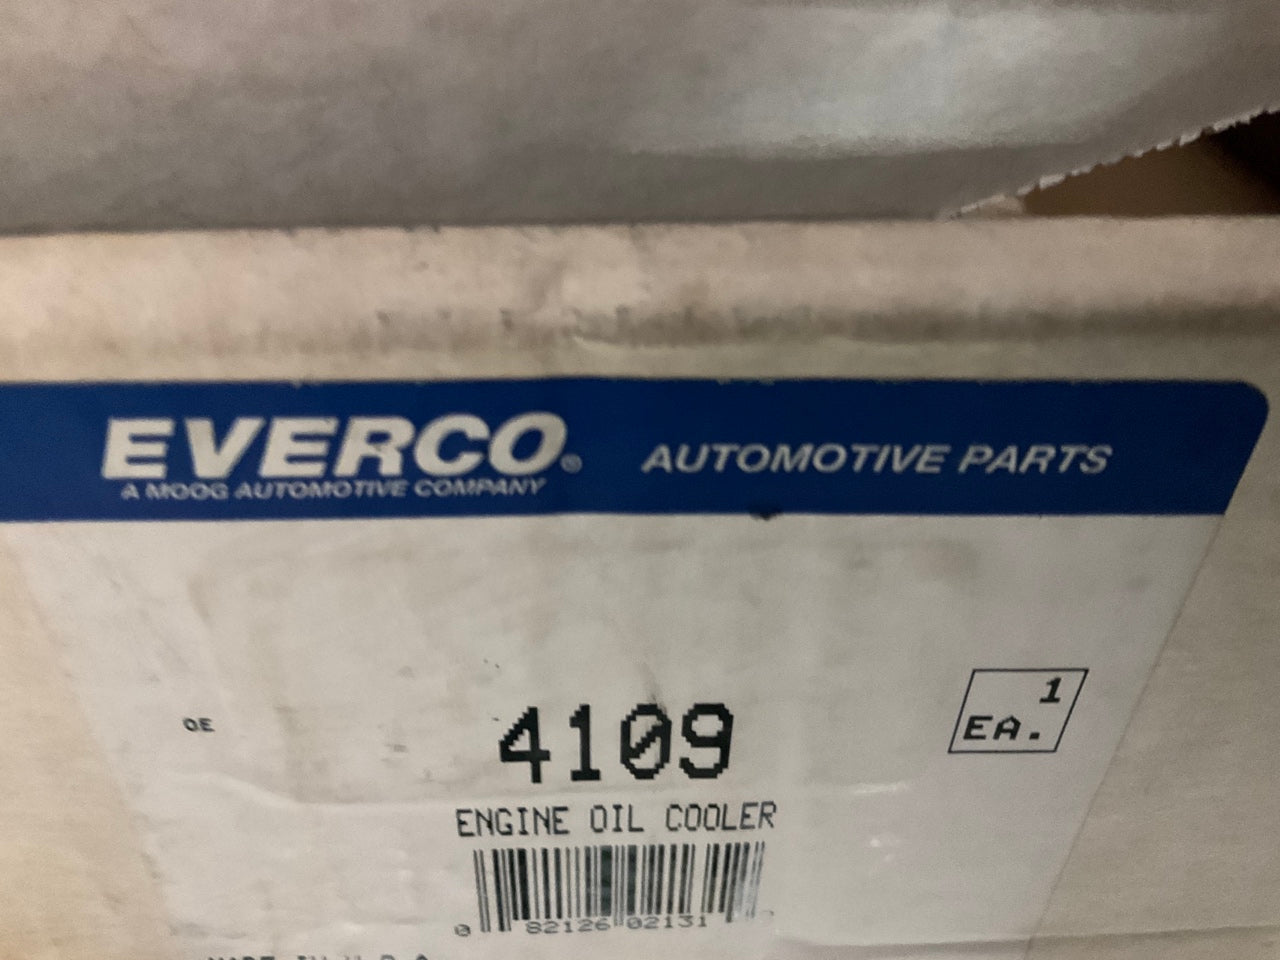 EVERCO® AUTOMOTIVE PARTS
A MOOG AUTOMOTIVE COMPANY
1
EA.
OE
4109
ENGINE OIL COOLER
0 82126 02131